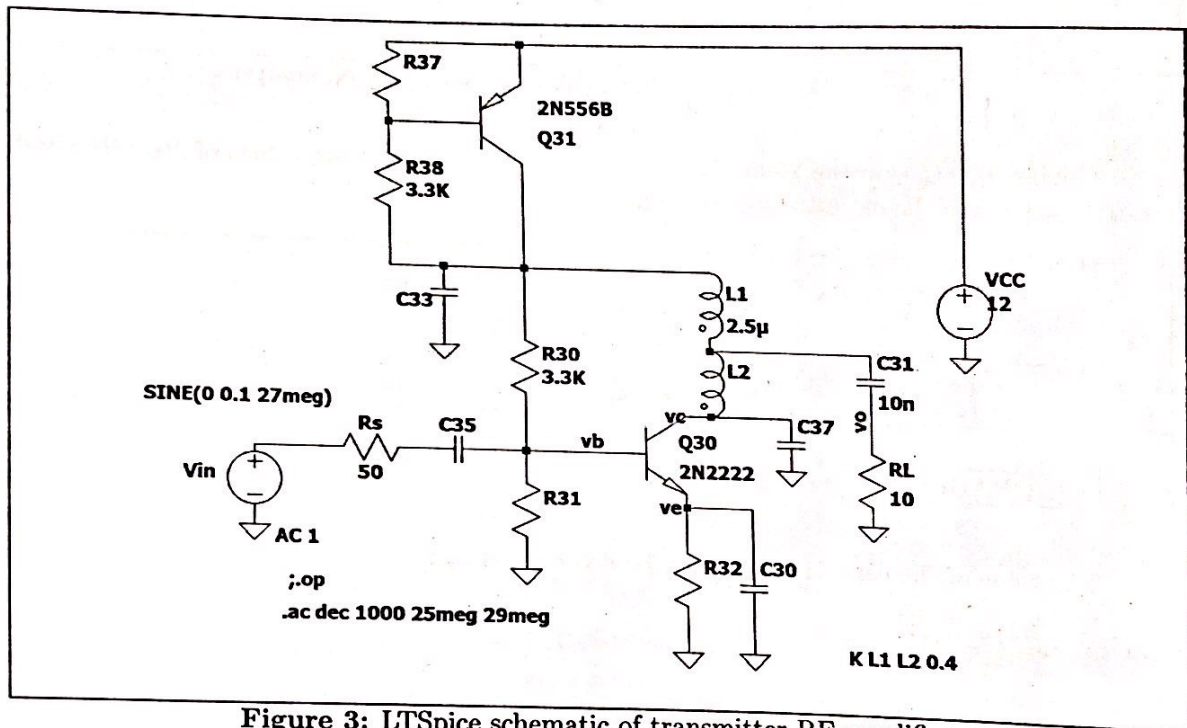 R37
2N556B
Q31
R38
3.3K
C33
VCC
12
L1
2.5µ
R30
3.3K
L2
C31
10n
vo
SINE(0 0.1 27meg)
Rs
50
C35
vb
vc
Q30
2N2222
C37
RL
10
Vin
R31
ve
R32
C30
AC 1
;.op
.ac dec 1000 25meg 29meg
K L1 L2 0.4
Figure 3: LTSpice schematic of transmitter RF